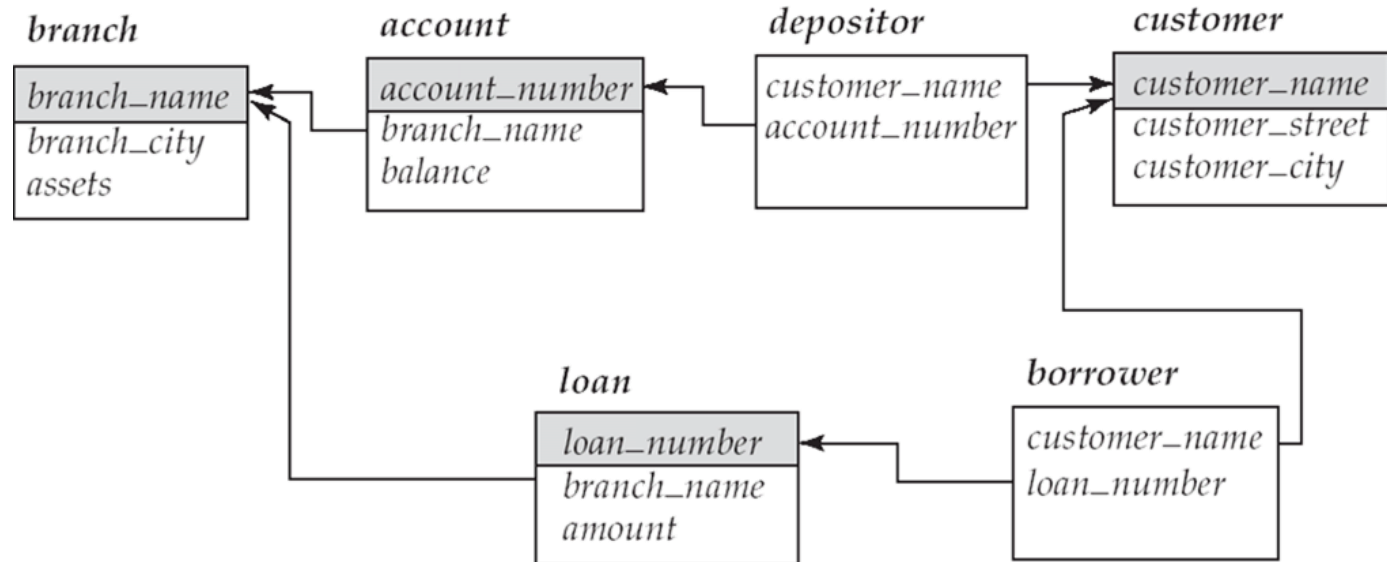 branch
branch_name
branch_city
assets
account
account_number
branch_name
balance
depositor
customer_name
account_number
customer
customer_name
customer_street
customer_city
loan
loan_number
branch_name
amount
borrower
customer_name
loan_number